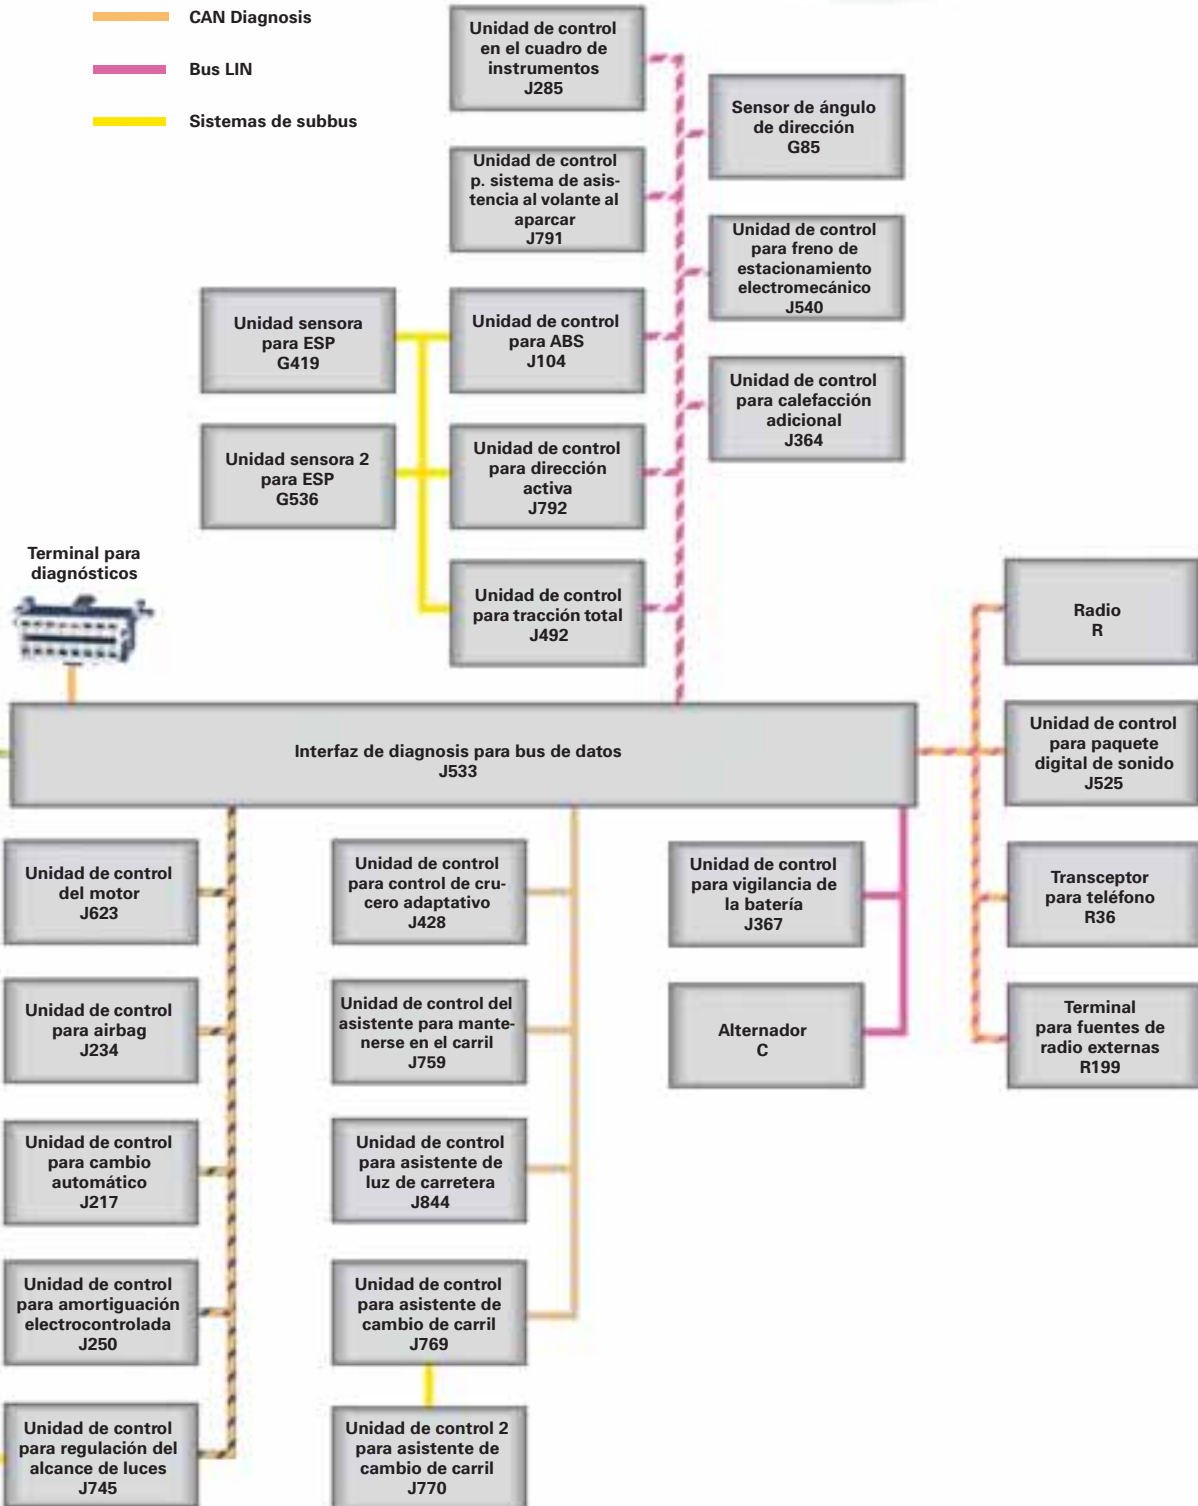 CAN Diagnosis
Bus LIN
Sistemas de subbus
Unidad de control
en el cuadro de
instrumentos
J285
Sensor de ángulo
de dirección
G85
Unidad de control
p. sistema de asis-
tencia al volante al
aparcar
J791
Unidad de control
para freno de
estacionamiento
electromecánico
J540
Unidad sensora
para ESP
G419
Unidad de control
para ABS
J104
Unidad de control
para calefacción
adicional
J364
Unidad sensora 2
para ESP
G536
Unidad de control
para dirección
activa
J792
Terminal para
diagnósticos
Unidad de control
para tracción total
J492
Radio
R
Interfaz de diagnosis para bus de datos
J533
Unidad de control
para paquete
digital de sonido
J525
Unidad de control
del motor
J623
Unidad de control
para control de cru-
cero adaptativo
J428
Unidad de control
para vigilancia de
la batería
J367
Transceptor
para teléfono
R36
Unidad de control
para airbag
J234
Unidad de control del
asistente para mante-
nerse en el carril
J759
Alternador
C
Terminal
para fuentes de
radio externas
R199
Unidad de control
para cambio
automático
J217
Unidad de control
para asistente de
luz de carretera
J844
Unidad de control
para amortiguación
electrocontrolada
J250
Unidad de control
para asistente de
cambio de carril
J769
Unidad de control
para regulación del
alcance de luces
J745
Unidad de control 2
para asistente de
cambio de carril
J770